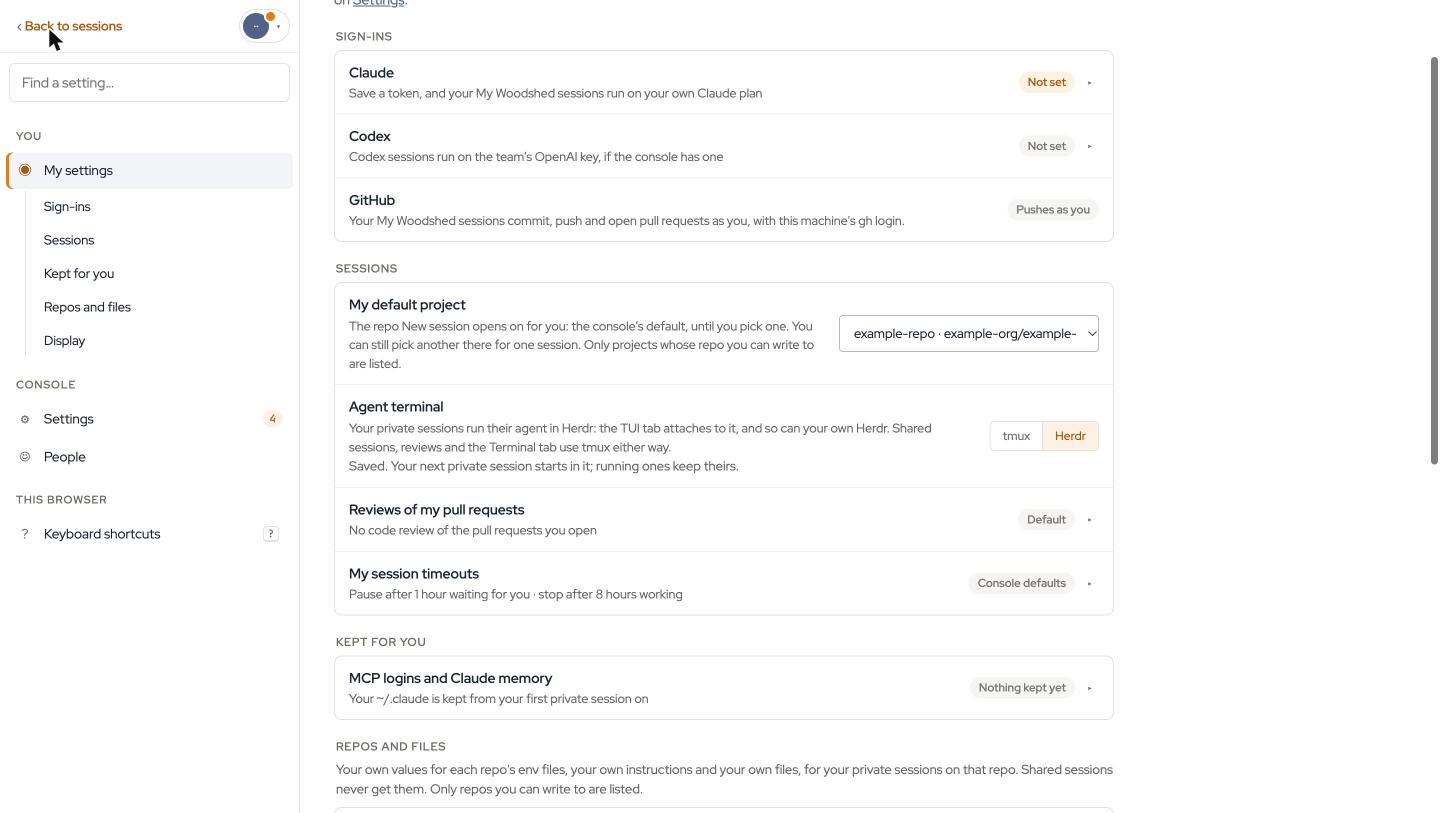 ‹ Back to sessions
Find a setting...
YOU
My settings
Sign-ins
Sessions
Kept for you
Repos and files
Display
CONSOLE
Settings
4
People
THIS BROWSER
? Keyboard shortcuts
?
on Settings.
SIGN-INS
Claude
Save a token, and your My Woodshed sessions run on your own Claude plan
Not set
Codex
Codex sessions run on the team's OpenAI key, if the console has one
Not set
GitHub
Your My Woodshed sessions commit, push and open pull requests as you, with this machine's gh login.
Pushes as you
SESSIONS
My default project
The repo New session opens on for you: the console's default, until you pick one. You
can still pick another there for one session. Only projects whose repo you can write to
are listed.
example-repo · example-org/example-
Agent terminal
Your private sessions run their agent in Herdr: the TUI tab attaches to it, and so can your own Herdr. Shared
sessions, reviews and the Terminal tab use tmux either way.
Saved. Your next private session starts in it; running ones keep theirs.
tmux
Herdr
Reviews of my pull requests
No code review of the pull requests you open
Default
My session timeouts
Pause after 1 hour waiting for you · stop after 8 hours working
Console defaults
KEPT FOR YOU
MCP logins and Claude memory
Your ~/.claude is kept from your first private session on
Nothing kept yet
REPOS AND FILES
Your own values for each repo's env files, your own instructions and your own files, for your private sessions on that repo. Shared sessions
never get them. Only repos you can write to are listed.